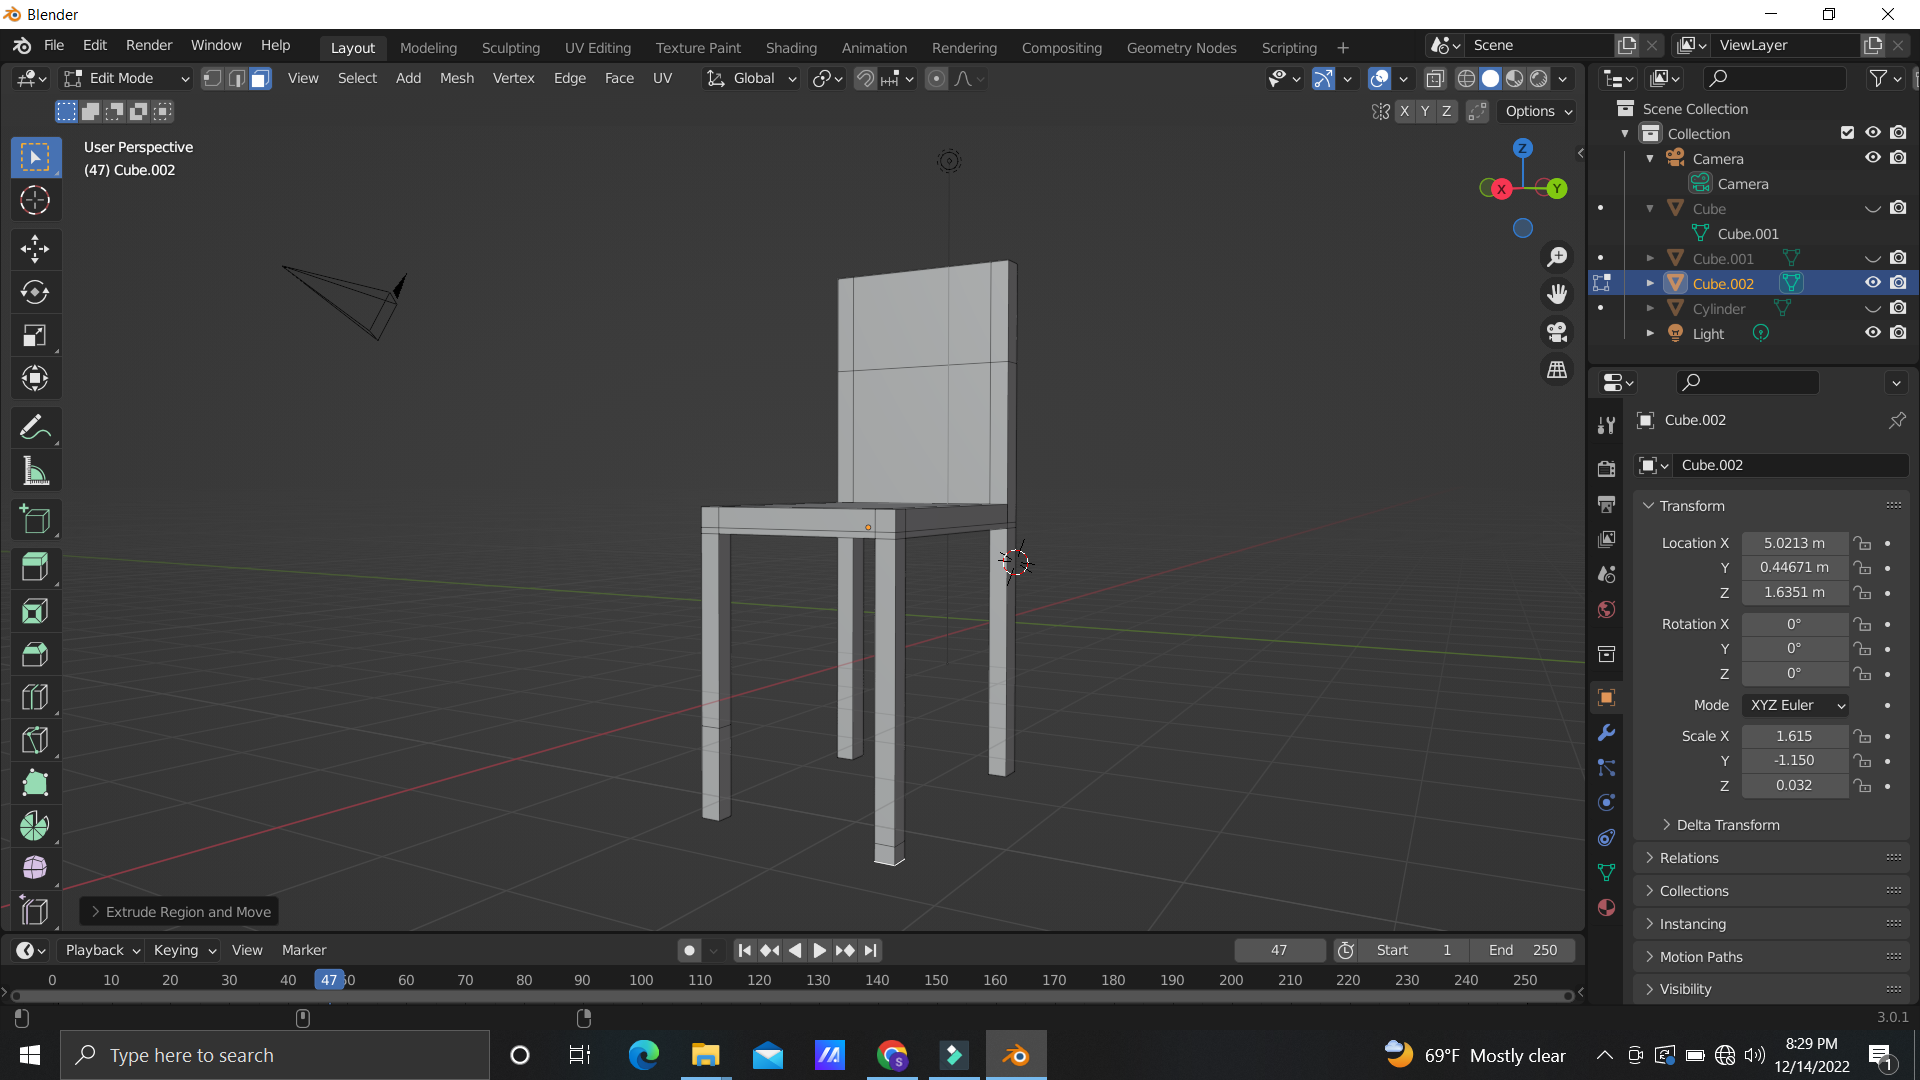 Blender
File Edit Render Window Help Layout Modeling Sculpting UV Editing Texture Paint Shading Animation Rendering Compositing Geometry Nodes Scripting + Scene ViewLayer
Edit Mode View Select Add Mesh Vertex Edge Face UV Global
X Y Z Options
User Perspective
(47) Cube.002
Z
X Y
Scene Collection
Collection
Camera
Camera
Cube
Cube.001
Cube.001
Cube.002
Cylinder
Light
Cube.002
Cube.002
Transform
Location X 5.0213 m
Y 0.44671 m
Z 1.6351 m
Rotation X 0°
Y 0°
Z 0°
Mode XYZ Euler
Scale X 1.615
Y -1.150
Z 0.032
Delta Transform
Relations
Collections
Instancing
Motion Paths
Visibility
Extrude Region and Move
Playback Keying View Marker 47 Start 1 End 250
0 10 20 30 40 47 50 60 70 80 90 100 110 120 130 140 150 160 170 180 190 200 210 220 230 240 250
3.0.1
Type here to search
S
69°F Mostly clear
8:29 PM
12/14/2022
1